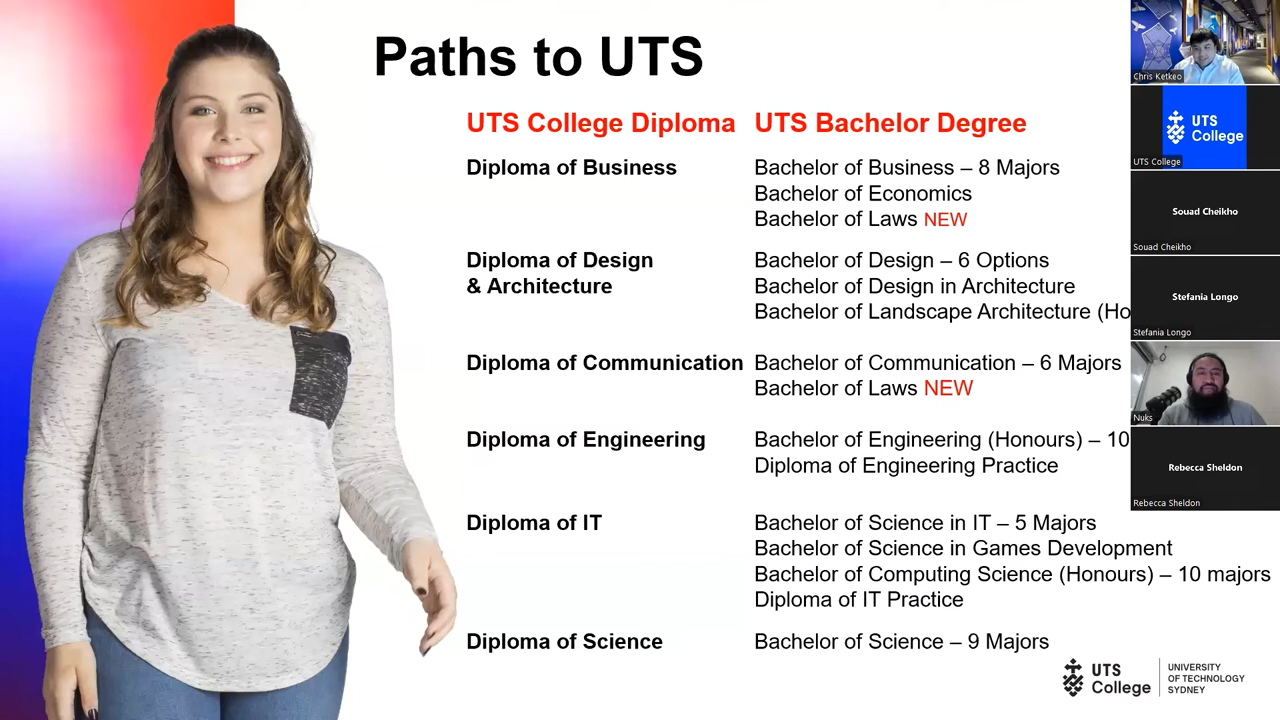 Paths to UTS
UTS College Diploma
UTS Bachelor Degree
Diploma of Business
Bachelor of Business – 8 Majors
Bachelor of Economics
Bachelor of Laws NEW
Diploma of Design
& Architecture
Bachelor of Design – 6 Options
Bachelor of Design in Architecture
Bachelor of Landscape Architecture (Ho
Diploma of Communication
Bachelor of Communication – 6 Majors
Bachelor of Laws NEW
Diploma of Engineering
Bachelor of Engineering (Honours) – 10
Diploma of Engineering Practice
Diploma of IT
Bachelor of Science in IT – 5 Majors
Bachelor of Science in Games Development
Bachelor of Computing Science (Honours) – 10 majors
Diploma of IT Practice
Diploma of Science
Bachelor of Science – 9 Majors
UTS
College
UNIVERSITY
OF TECHNOLOGY
SYDNEY
Chris Ketkeo
UTS
College
UTS College
Souad Cheikho
Souad Cheikho
Stefania Longo
Stefania Longo
Nuks
Rebecca Sheldon
Rebecca Sheldon